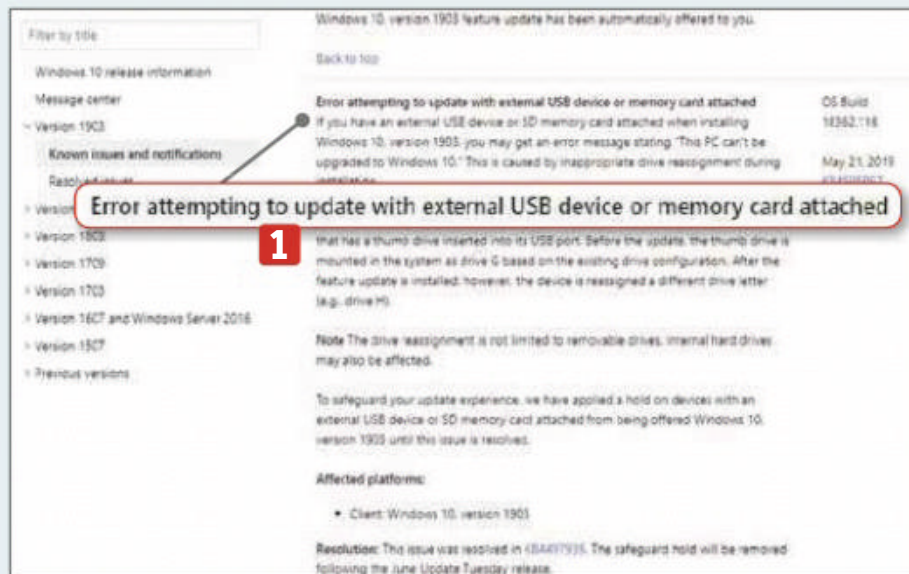 Filter by title
Windows 10 release information
Message center
Version 1903
Known issues and notifications
Resolved issues
Version
Version 1803
Version 1709
Version 1703
Version 1607 and Windows Server 2016
Version 1507
Previous versions
Windows 10, version 1903 feature update has been automatically offered to you.
Back to top
Error attempting to update with external USB device or memory card attached
If you have an external USB device or SD memory card attached when installing
Windows 10, version 1903, you may get an error message stating "This PC can't be
upgraded to Windows 10." This is caused by inappropriate drive reassignment during
installation.
Error attempting to update with external USB device or memory card attached
1
that has a thumb drive inserted into its USB port. Before the update, the thumb drive is
mounted in the system as drive G based on the existing drive configuration. After the
feature update is installed; however, the device is reassigned a different drive letter
(e.g., drive H).
Note The drive reassignment is not limited to removable drives. Internal hard drives
may also be affected.
To safeguard your update experience, we have applied a hold on devices with an
external USB device or SD memory card attached from being offered Windows 10,
version 1903 until this issue is resolved.
Affected platforms:
• Client: Windows 10, version 1903
Resolution: This issue was resolved in KB4497935. The safeguard hold will be removed
following the June Update Tuesday release.
OS Build
18362.116
May 21, 2019